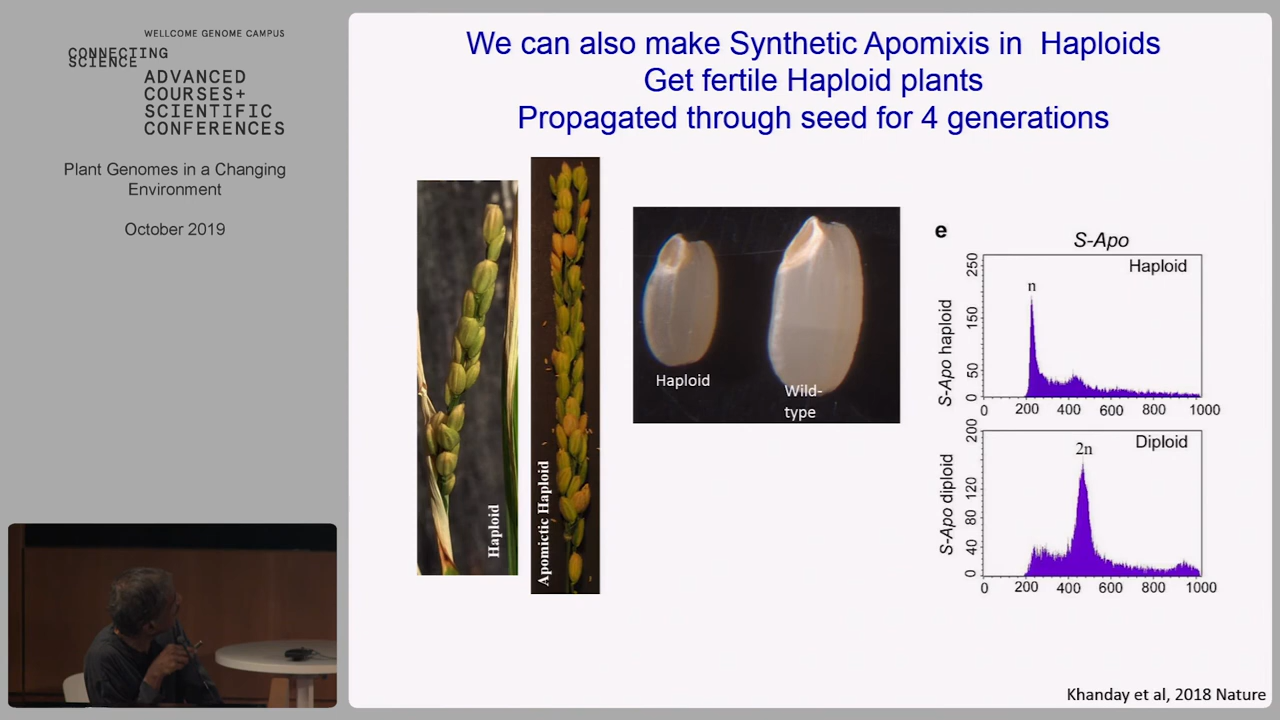 WELLCOME GENOME CAMPUS
CONNECTING
SCIENCE
ADVANCED
COURSES+
SCIENTIFIC
CONFERENCES
Plant Genomes in a Changing
Environment
October 2019
We can also make Synthetic Apomixis in Haploids
Get fertile Haploid plants
Propagated through seed for 4 generations
Haploid
Apomictic Haploid
Haploid
Wild-
type
e
S-Apo
Haploid
n
S-Apo haploid
250
150
50
0
0 200 400 600 800 1000
Diploid
2n
S-Apo diploid
200
120
80
40
0
0 200 400 600 800 1000
Khanday et al, 2018 Nature